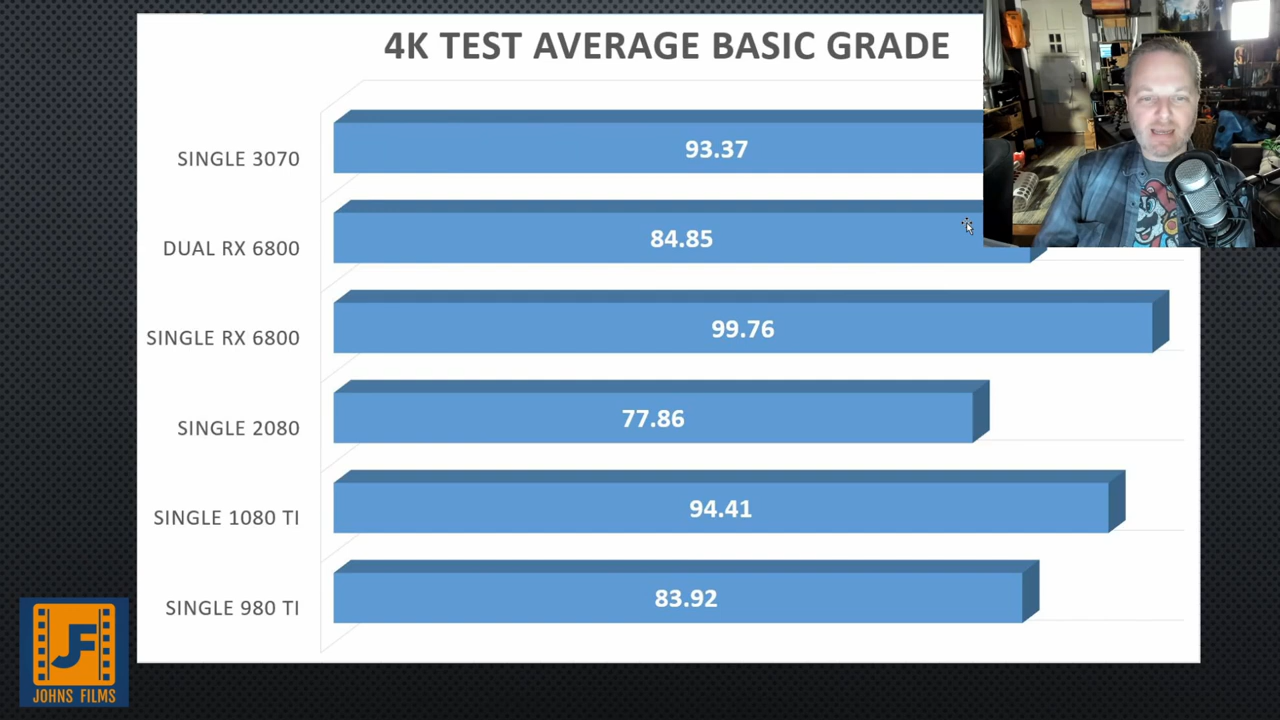 4K TEST AVERAGE BASIC GRADE
SINGLE 3070
93.37
DUAL RX 6800
84.85
SINGLE RX 6800
99.76
SINGLE 2080
77.86
SINGLE 1080 TI
94.41
SINGLE 980 TI
83.92
JF
JOHNS FILMS